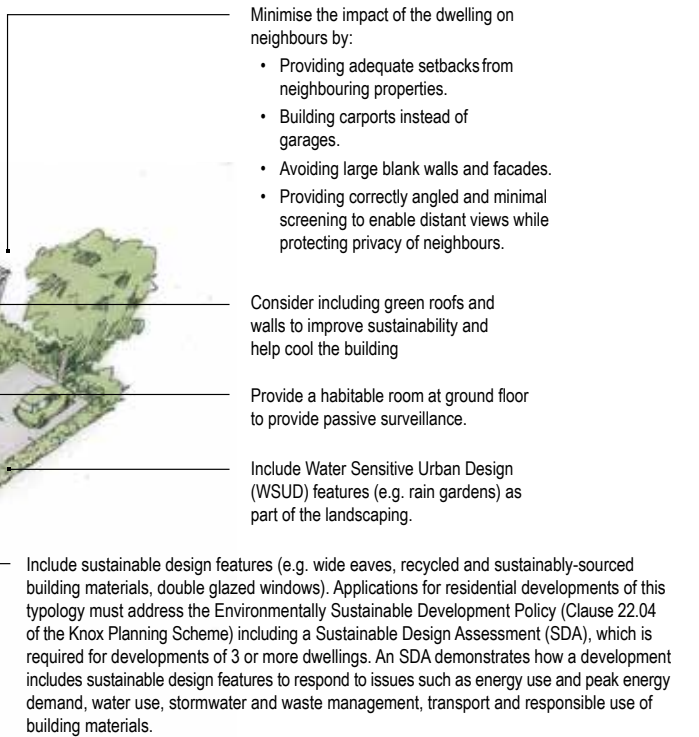 Minimise the impact of the dwelling on
neighbours by:
• Providing adequate setbacks from
neighbouring properties.
• Building carports instead of
garages.
• Avoiding large blank walls and facades.
• Providing correctly angled and minimal
screening to enable distant views while
protecting privacy of neighbours.
Consider including green roofs and
walls to improve sustainability and
help cool the building
Provide a habitable room at ground floor
to provide passive surveillance.
Include Water Sensitive Urban Design
(WSUD) features (e.g. rain gardens) as
part of the landscaping.
Include sustainable design features (e.g. wide eaves, recycled and sustainably-sourced
building materials, double glazed windows). Applications for residential developments of this
typology must address the Environmentally Sustainable Development Policy (Clause 22.04
of the Knox Planning Scheme) including a Sustainable Design Assessment (SDA), which is
required for developments of 3 or more dwellings. An SDA demonstrates how a development
includes sustainable design features to respond to issues such as energy use and peak energy
demand, water use, stormwater and waste management, transport and responsible use of
building materials.